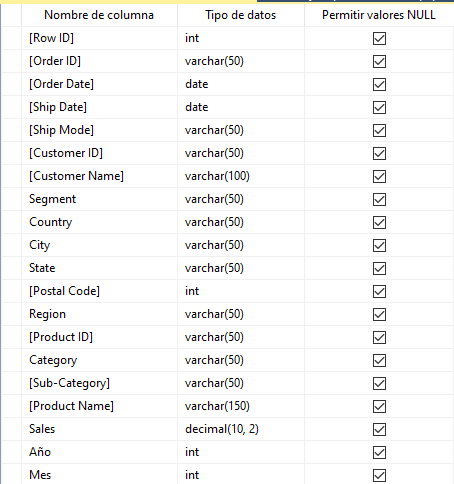 Nombre de columna Tipo de datos Permitir valores NULL
[Row ID] int
[Order ID] varchar(50)
[Order Date] date
[Ship Date] date
[Ship Mode] varchar(50)
[Customer ID] varchar(50)
[Customer Name] varchar(100)
Segment varchar(50)
Country varchar(50)
City varchar(50)
State varchar(50)
[Postal Code] int
Region varchar(50)
[Product ID] varchar(50)
Category varchar(50)
[Sub-Category] varchar(50)
[Product Name] varchar(150)
Sales decimal(10, 2)
Año int
Mes int